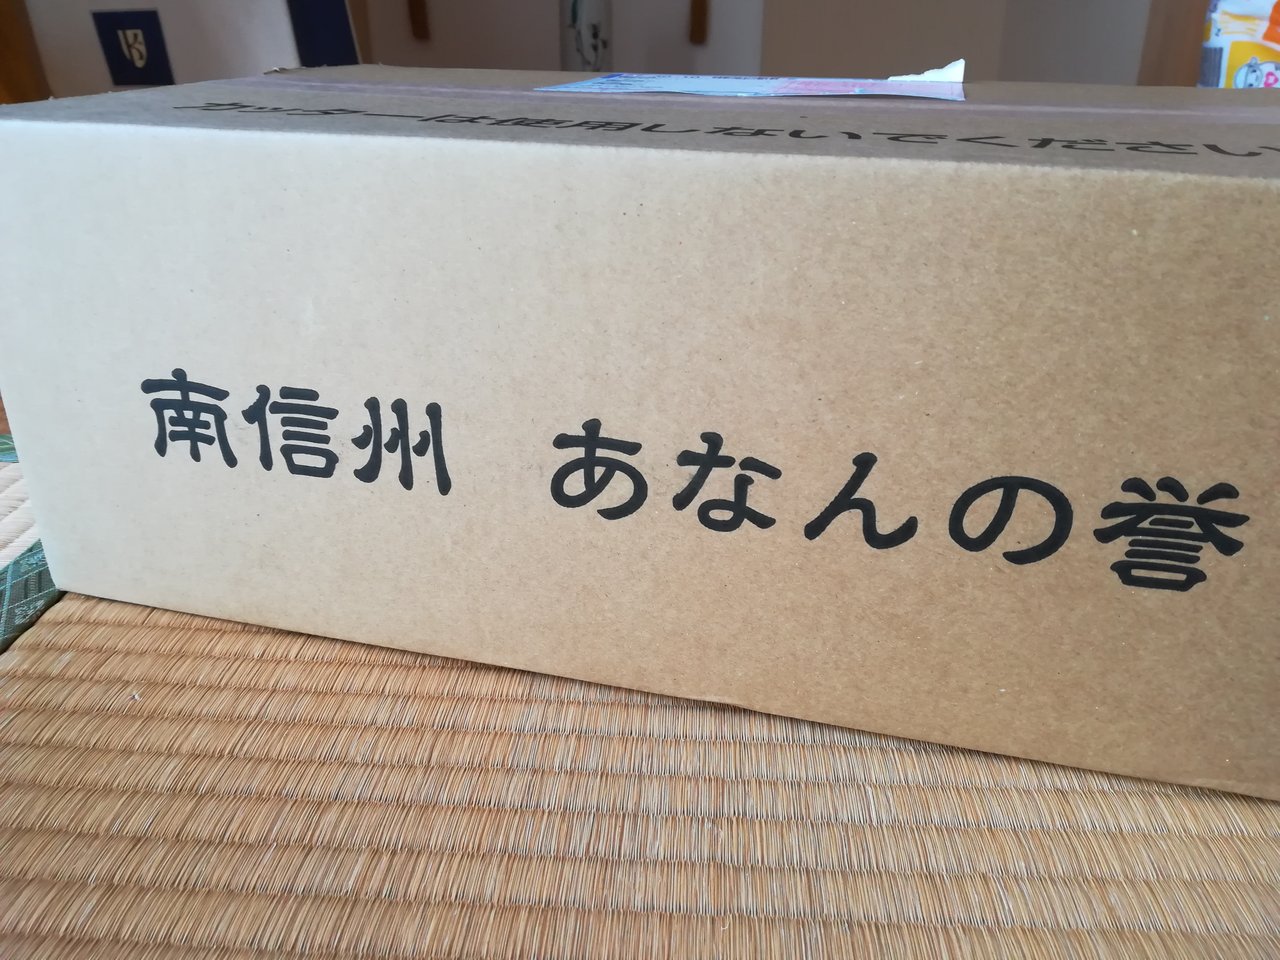 カッターは使用しないでください
南信州 あなんの誉